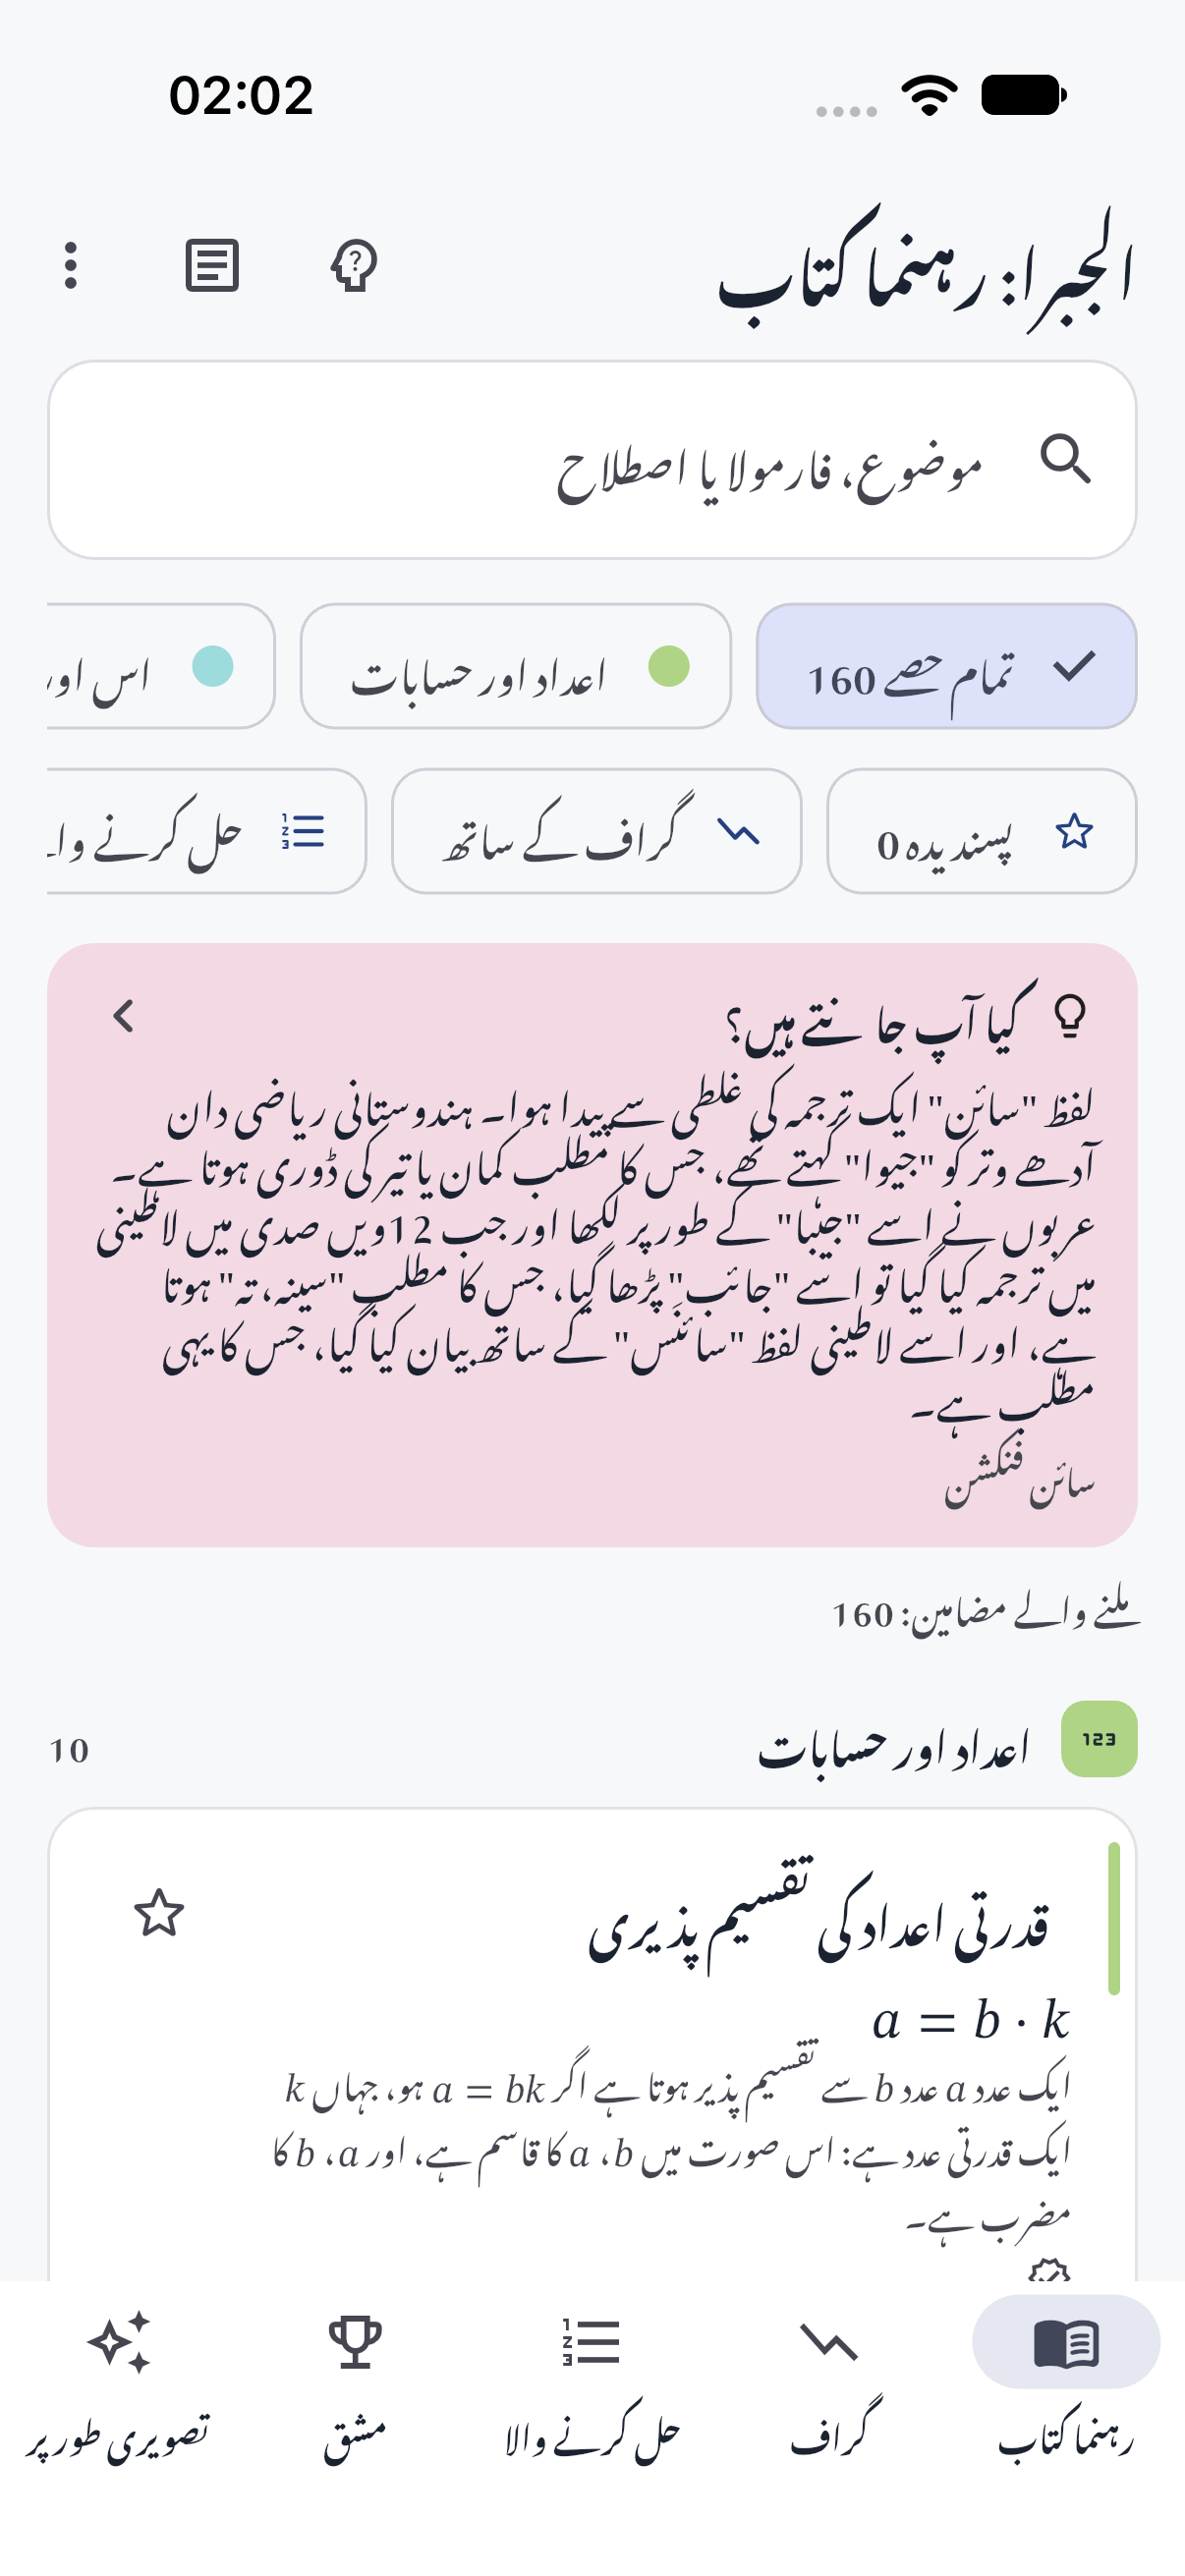 02:02
الجبرا: رہنما کتاب
موضوع، فارمولا یا اصطلاح
تمام حصے 160
اعداد اور حسابات
اس اور
پسندیدہ 0
گراف کے ساتھ
حل کرنے وا
کیا آپ جانتے ہیں؟
لفظ "سائن" ایک ترجمہ کی غلطی سے پیدا ہوا۔ ہندوستانی ریاضی دان
آدھے وتر کو "جیوا" کہتے تھے، جس کا مطلب کمان یا تیر کی ڈوری ہوتا ہے۔
عربوں نے اسے "جیبا" کے طور پر لکھا اور جب 12ویں صدی میں لاطینی
میں ترجمہ کیا گیا تو اسے "جائب" پڑھا گیا، جس کا مطلب "سینہ، تہ" ہوتا
ہے، اور اسے لاطینی لفظ "سائنَس" کے ساتھ بیان کیا گیا، جس کا یہی
مطلب ہے۔
سائن فنکشن
ملنے والے مضامین: 160
123
اعداد اور حسابات
10
قدرتی اعداد کی تقسیم پذیری
a = b · k
ایک عدد a عدد b سے تقسیم پذیر ہوتا ہے اگر a = bk ہو، جہاں k
ایک قدرتی عدد ہے: اس صورت میں b، a کا قاسم ہے، اور a، b کا
مضرب ہے۔
رہنما کتاب
گراف
حل کرنے والا
مشق
تصویری طور پر